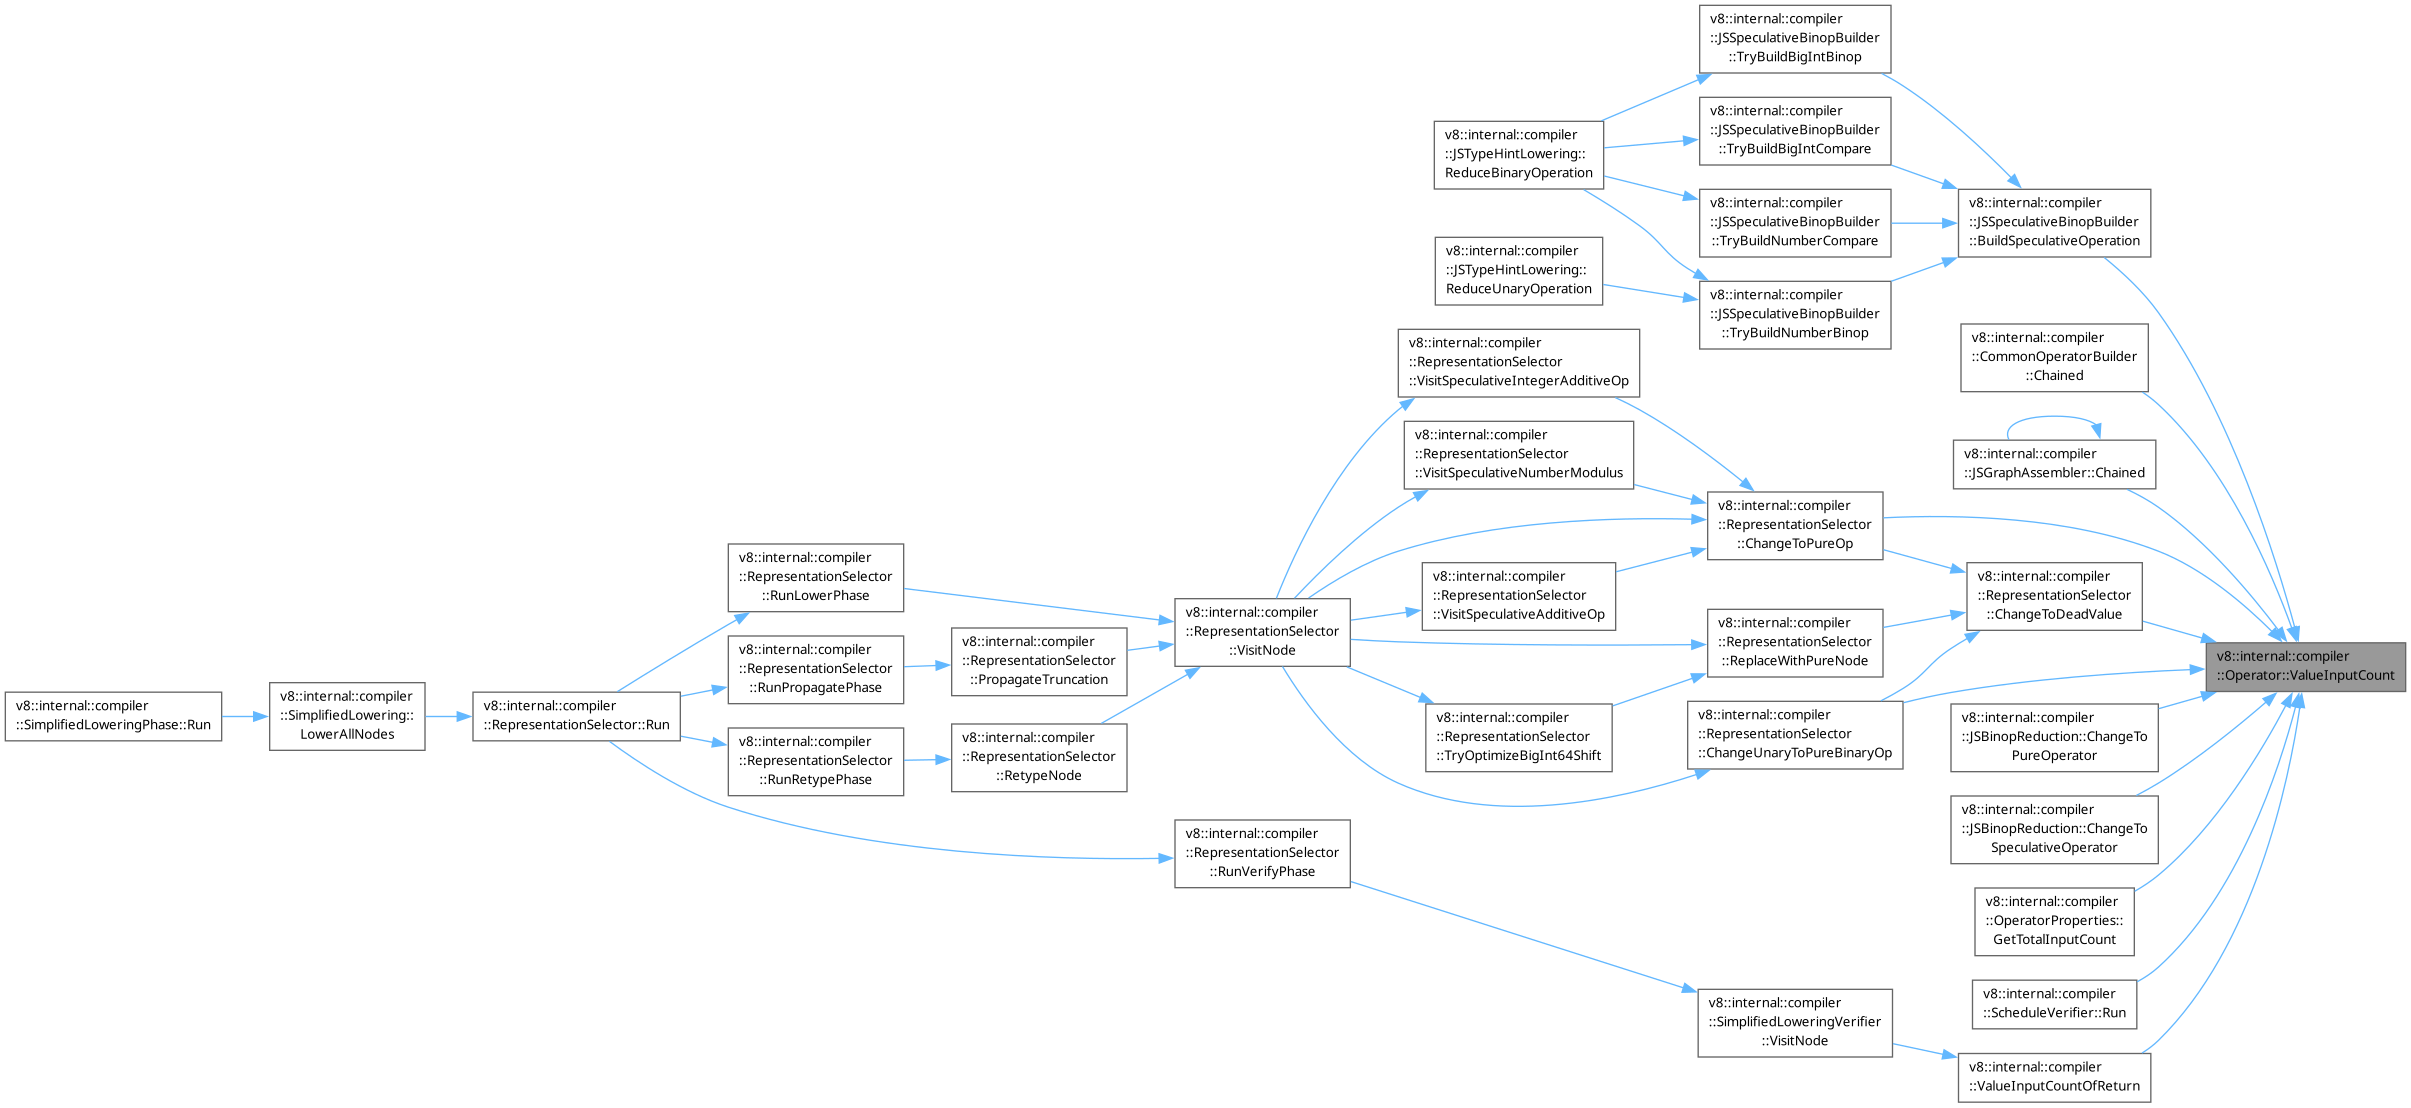 v8::internal::compiler
::JSSpeculativeBinopBuilder
::TryBuildBigIntBinop
v8::internal::compiler
::JSSpeculativeBinopBuilder
::TryBuildBigIntCompare
v8::internal::compiler
::JSTypeHintLowering::
ReduceBinaryOperation
v8::internal::compiler
::JSSpeculativeBinopBuilder
::TryBuildNumberCompare
v8::internal::compiler
::JSSpeculativeBinopBuilder
::BuildSpeculativeOperation
v8::internal::compiler
::JSTypeHintLowering::
ReduceUnaryOperation
v8::internal::compiler
::JSSpeculativeBinopBuilder
::TryBuildNumberBinop
v8::internal::compiler
::CommonOperatorBuilder
::Chained
v8::internal::compiler
::RepresentationSelector
::VisitSpeculativeIntegerAdditiveOp
v8::internal::compiler
::RepresentationSelector
::VisitSpeculativeNumberModulus
v8::internal::compiler
::JSGraphAssembler::Chained
v8::internal::compiler
::RepresentationSelector
::ChangeToPureOp
v8::internal::compiler
::RepresentationSelector
::RunLowerPhase
v8::internal::compiler
::RepresentationSelector
::VisitSpeculativeAdditiveOp
v8::internal::compiler
::RepresentationSelector
::ChangeToDeadValue
v8::internal::compiler
::RepresentationSelector
::VisitNode
v8::internal::compiler
::RepresentationSelector
::ReplaceWithPureNode
v8::internal::compiler
::RepresentationSelector
::PropagateTruncation
v8::internal::compiler
::RepresentationSelector
::RunPropagatePhase
v8::internal::compiler
::Operator::ValueInputCount
v8::internal::compiler
::SimplifiedLoweringPhase::Run
v8::internal::compiler
::SimplifiedLowering::
LowerAllNodes
v8::internal::compiler
::RepresentationSelector::Run
v8::internal::compiler
::RepresentationSelector
::RunRetypePhase
v8::internal::compiler
::RepresentationSelector
::RetypeNode
v8::internal::compiler
::RepresentationSelector
::TryOptimizeBigInt64Shift
v8::internal::compiler
::RepresentationSelector
::ChangeUnaryToPureBinaryOp
v8::internal::compiler
::JSBinopReduction::ChangeTo
PureOperator
v8::internal::compiler
::JSBinopReduction::ChangeTo
SpeculativeOperator
v8::internal::compiler
::RepresentationSelector
::RunVerifyPhase
v8::internal::compiler
::OperatorProperties::
GetTotalInputCount
v8::internal::compiler
::ScheduleVerifier::Run
v8::internal::compiler
::SimplifiedLoweringVerifier
::VisitNode
v8::internal::compiler
::ValueInputCountOfReturn